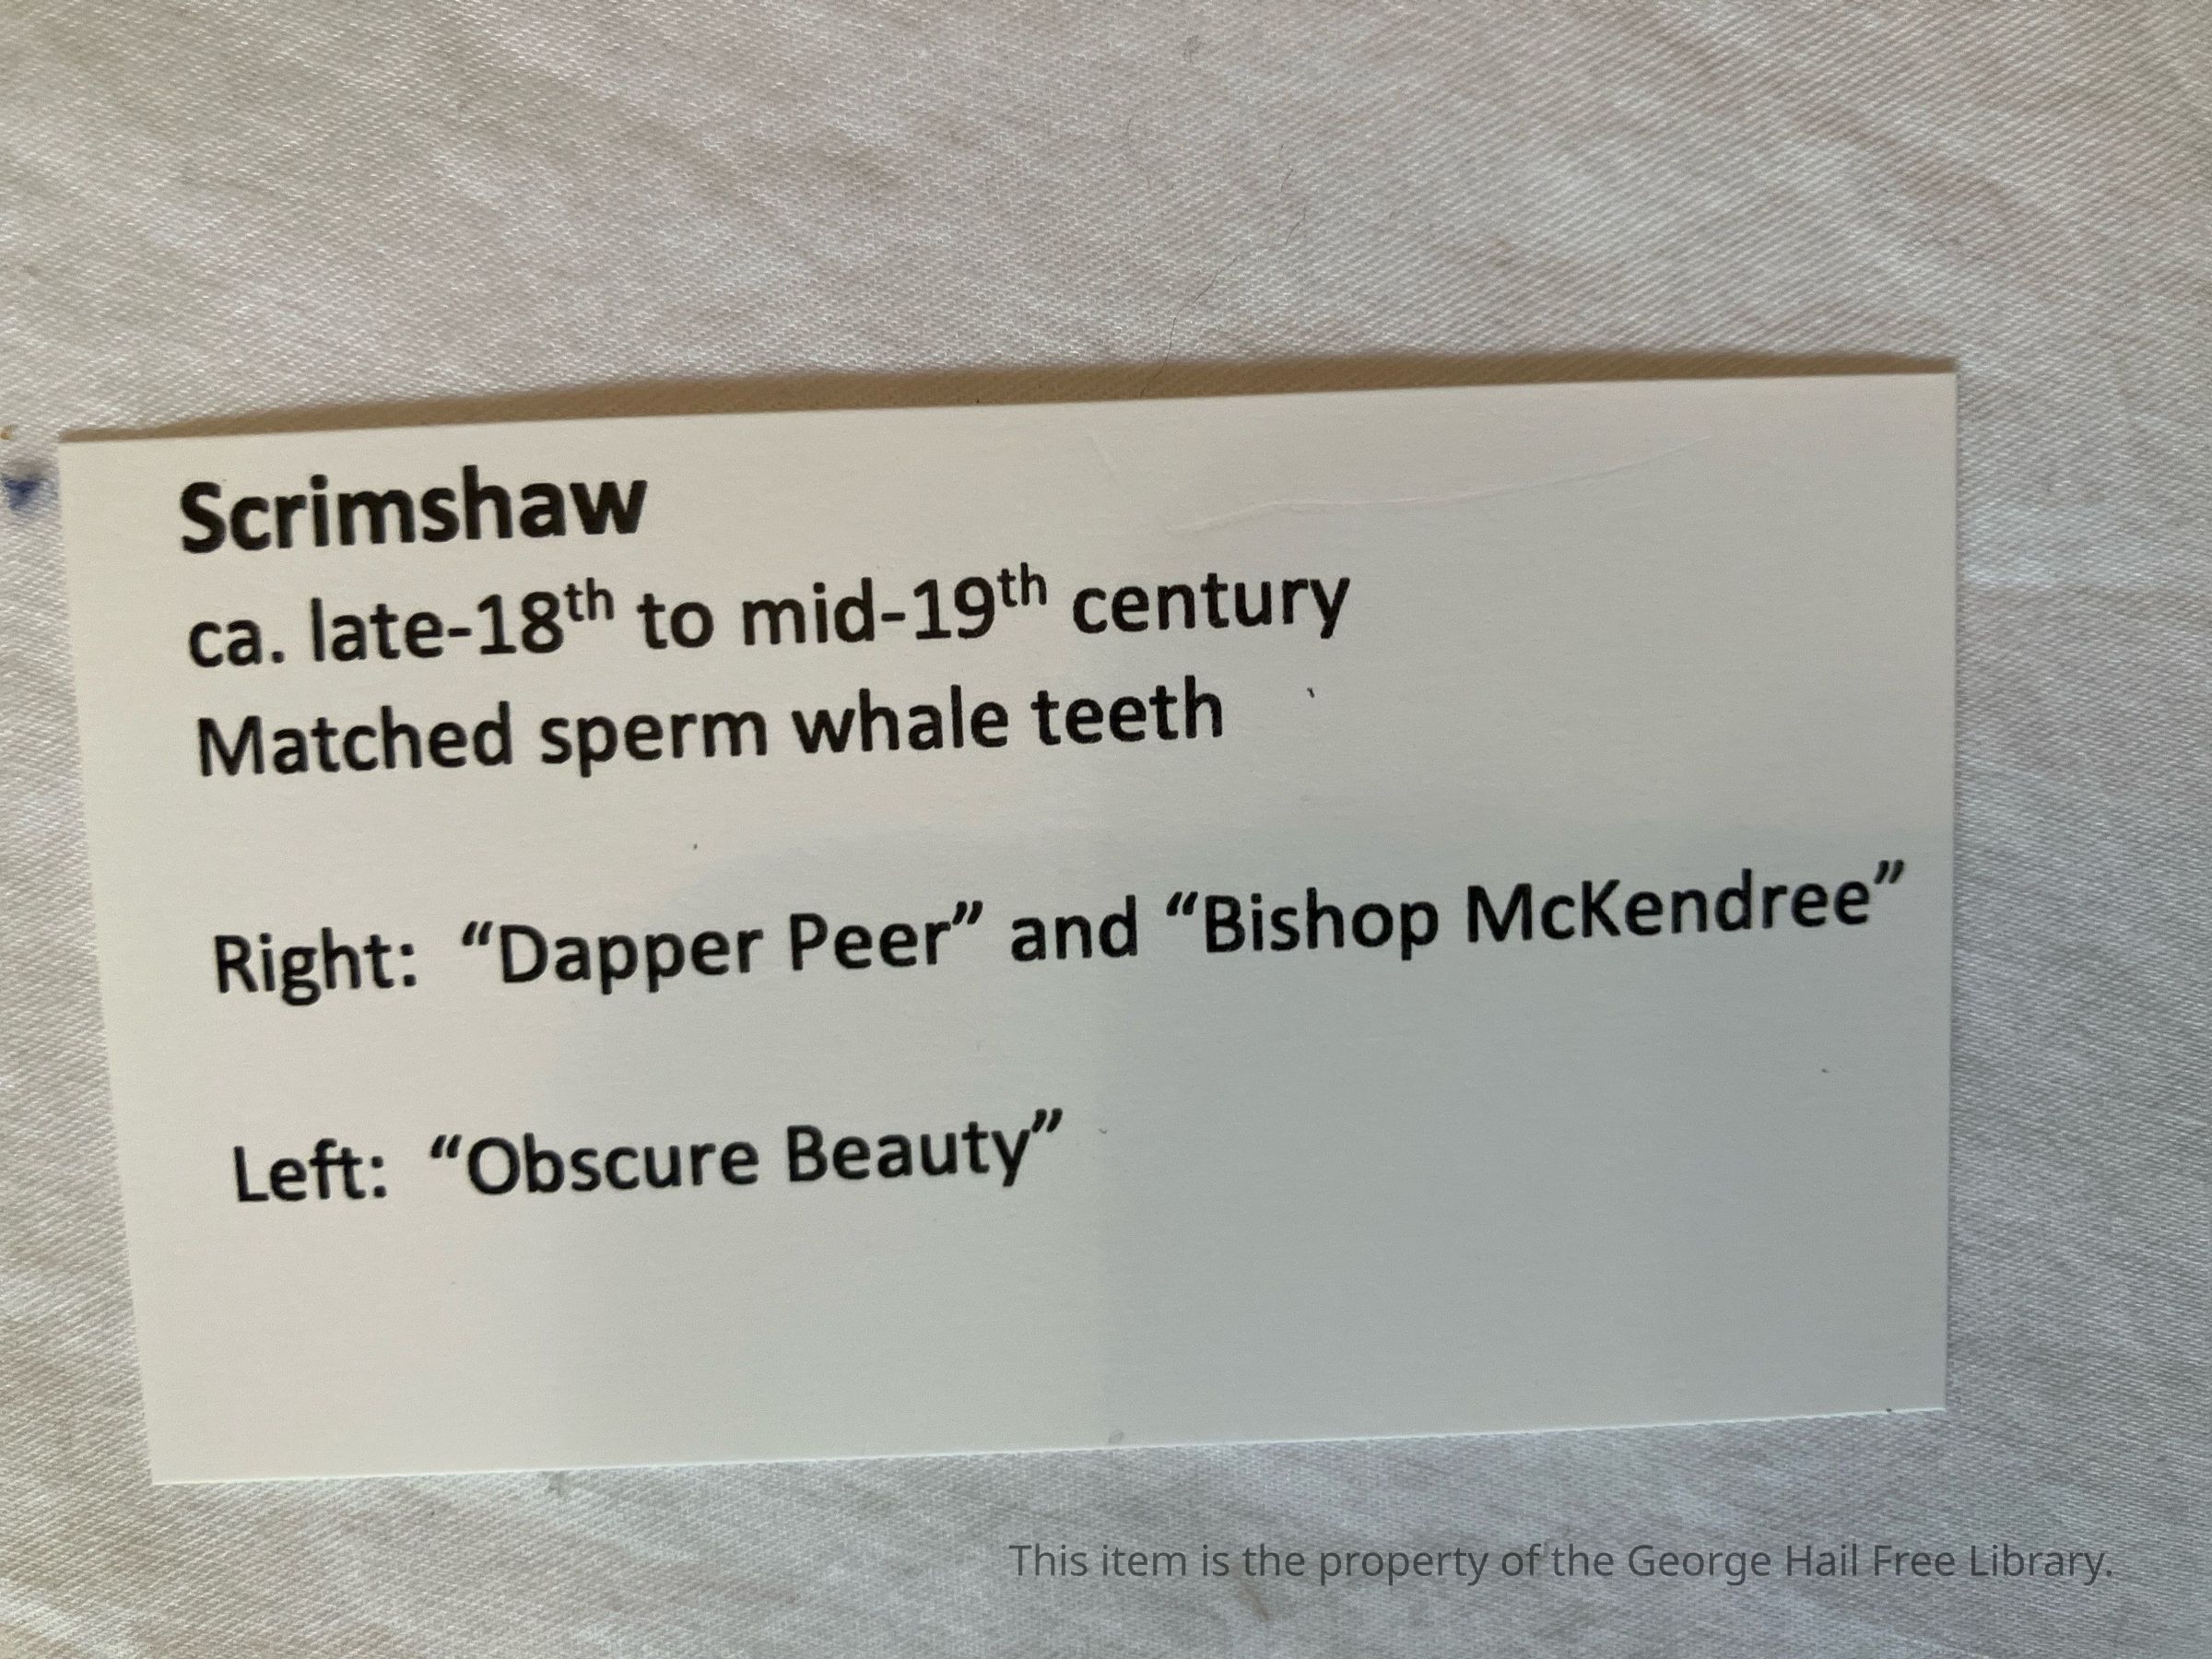 Scrimshaw
ca. late-18th to mid-19th century
Matched sperm whale teeth
Right: “Dapper Peer” and “Bishop McKendree”
Left: “Obscure Beauty”
This item is the property of the George Hail Free Library.